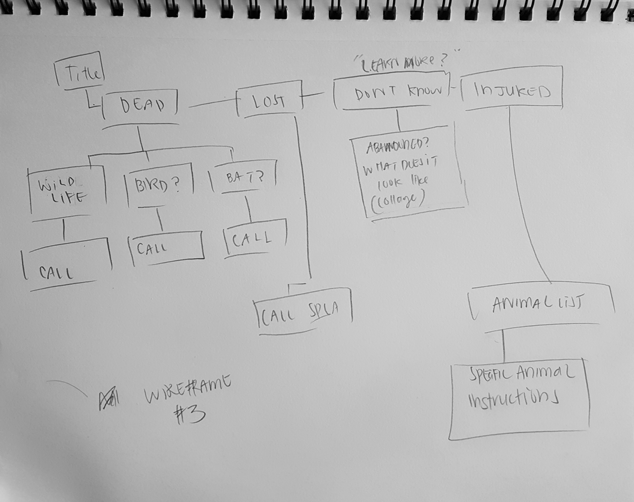 Title
"LEARN MORE?"
DEAD
LOST
DON'T KNOW
INJURED
WILD
LIFE
BIRD?
BAT?
ABANDONED?
WHAT DOES IT
look like
(collage)
CALL
CALL
CALL
CALL SPCA
ANIMAL LIST
SPECIFIC ANIMAL
Instructions
WIREFRAME
#3